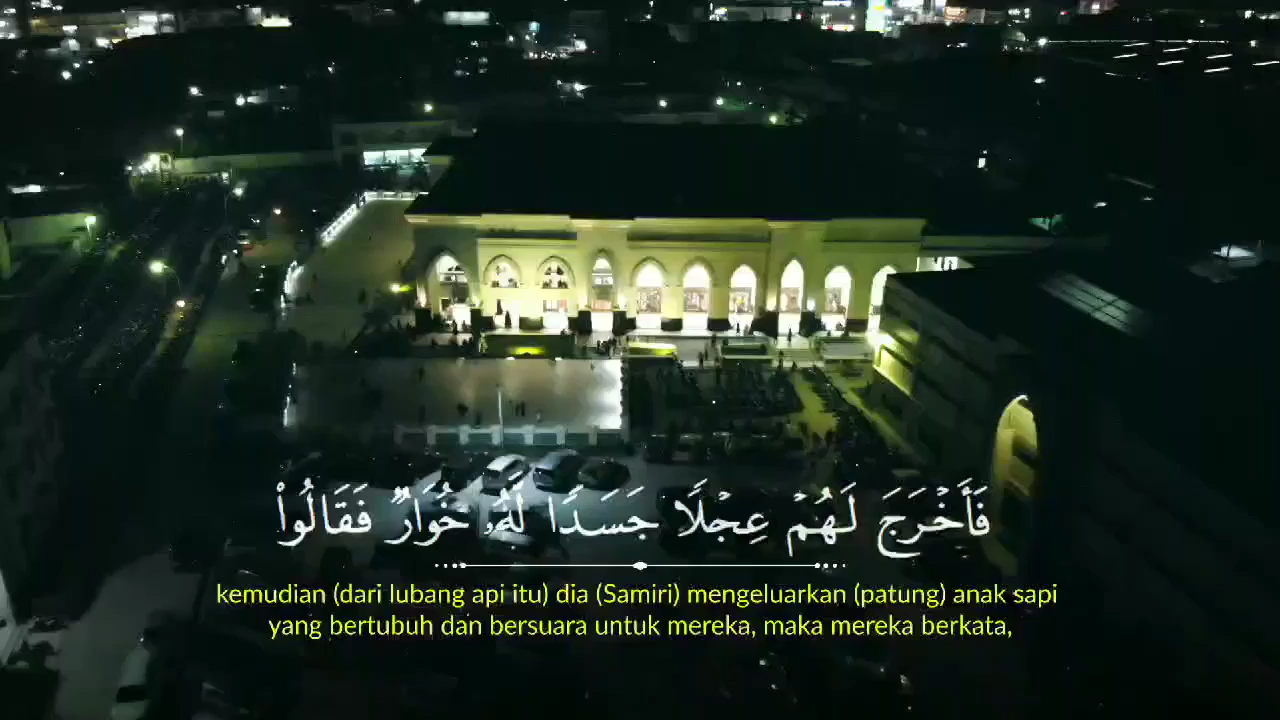 فَأَخْرَجَ لَهُمْ عِجْلًا جَسَدًا لَّهُۥ خُوَارٌ فَقَالُوا۟
kemudian (dari lubang api itu) dia (Samiri) mengeluarkan (patung) anak sapi
yang bertubuh dan bersuara untuk mereka, maka mereka berkata,